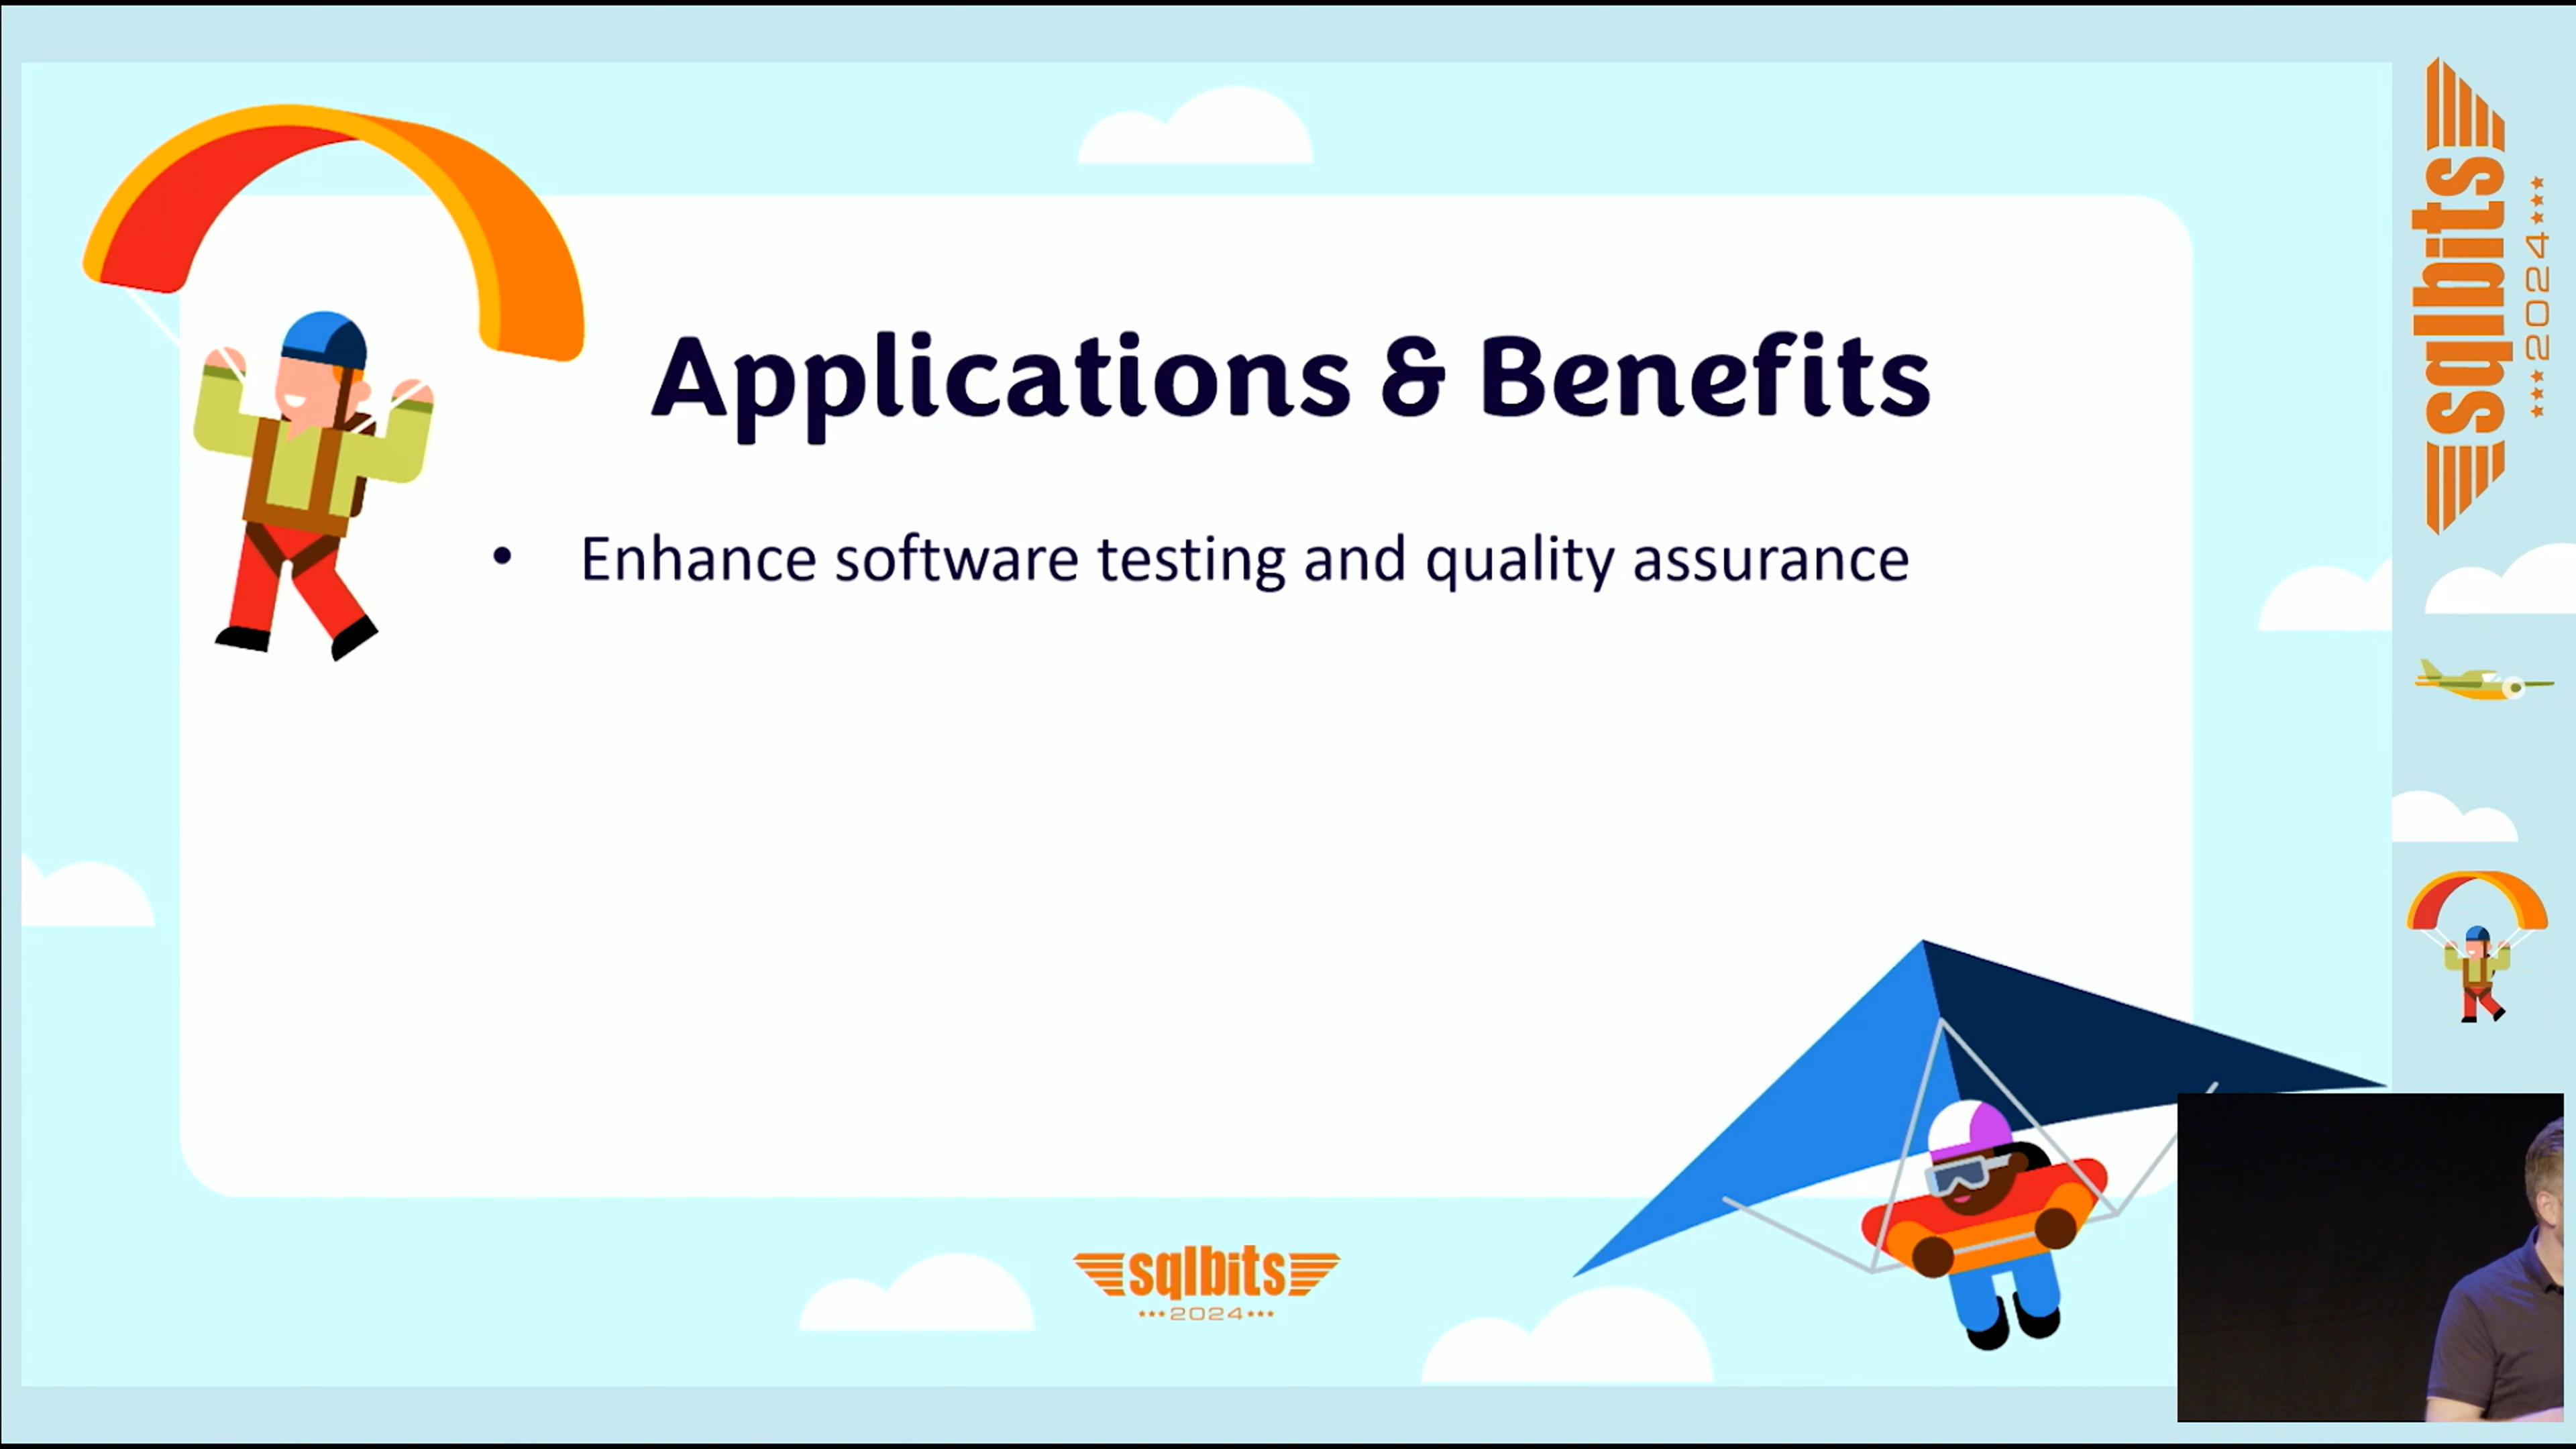 Applications & Benefits
• Enhance software testing and quality assurance
sqlbits
2024
sqlbits
2024